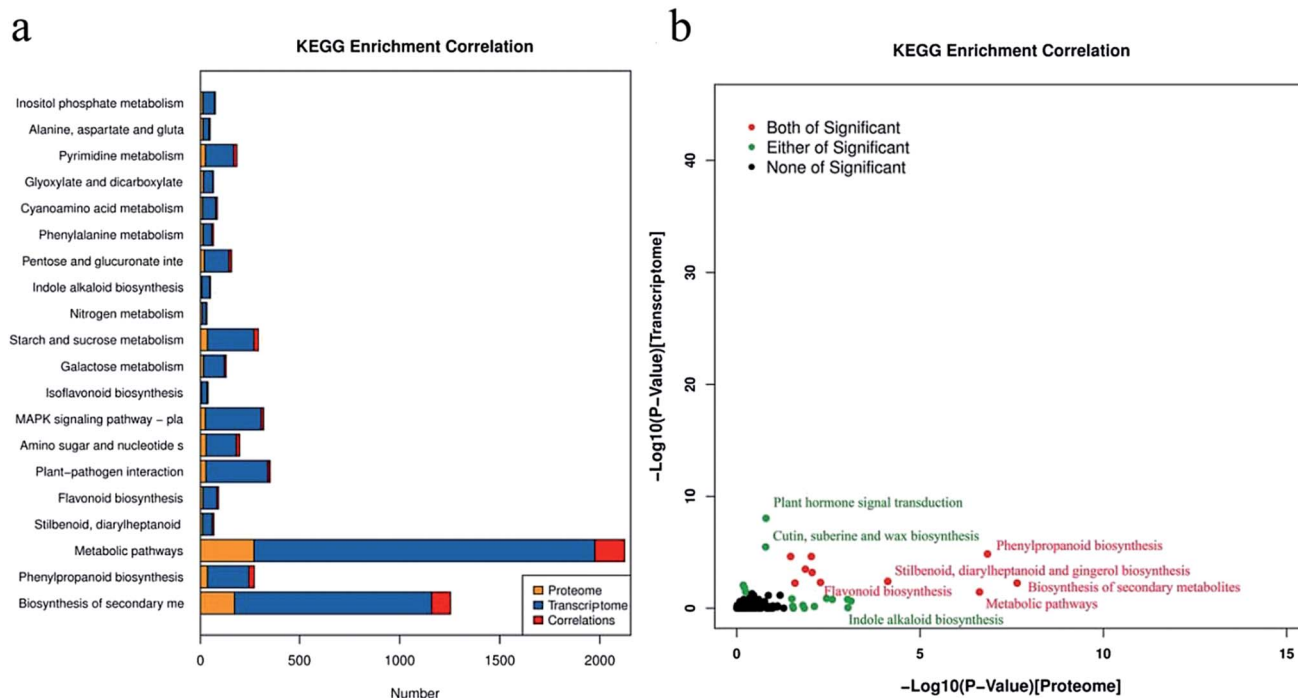 a
KEGG Enrichment Correlation
Inositol phosphate metabolism
Alanine, aspartate and gluta
Pyrimidine metabolism
Glyoxylate and dicarboxylate
Cyanoamino acid metabolism
Phenylalanine metabolism
Pentose and glucuronate inte
Indole alkaloid biosynthesis
Nitrogen metabolism
Starch and sucrose metabolism
Galactose metabolism
Isoflavonoid biosynthesis
MAPK signaling pathway − pla
Amino sugar and nucleotide s
Plant−pathogen interaction
Flavonoid biosynthesis
Stilbenoid, diarylheptanoid
Metabolic pathways
Phenylpropanoid biosynthesis
Biosynthesis of secondary me
Proteome
Transcriptome
Correlations
0 500 1000 1500 2000
Number
b
KEGG Enrichment Correlation
Both of Significant
Either of Significant
None of Significant
−Log10(P−Value)[Transcriptome]
40
30
20
10
0
Plant hormone signal transduction
Cutin, suberine and wax biosynthesis
Phenylpropanoid biosynthesis
Stilbenoid, diarylheptanoid and gingerol biosynthesis
Flavonoid biosynthesis
Biosynthesis of secondary metabolites
Metabolic pathways
Indole alkaloid biosynthesis
0 5 10 15
−Log10(P−Value)[Proteome]